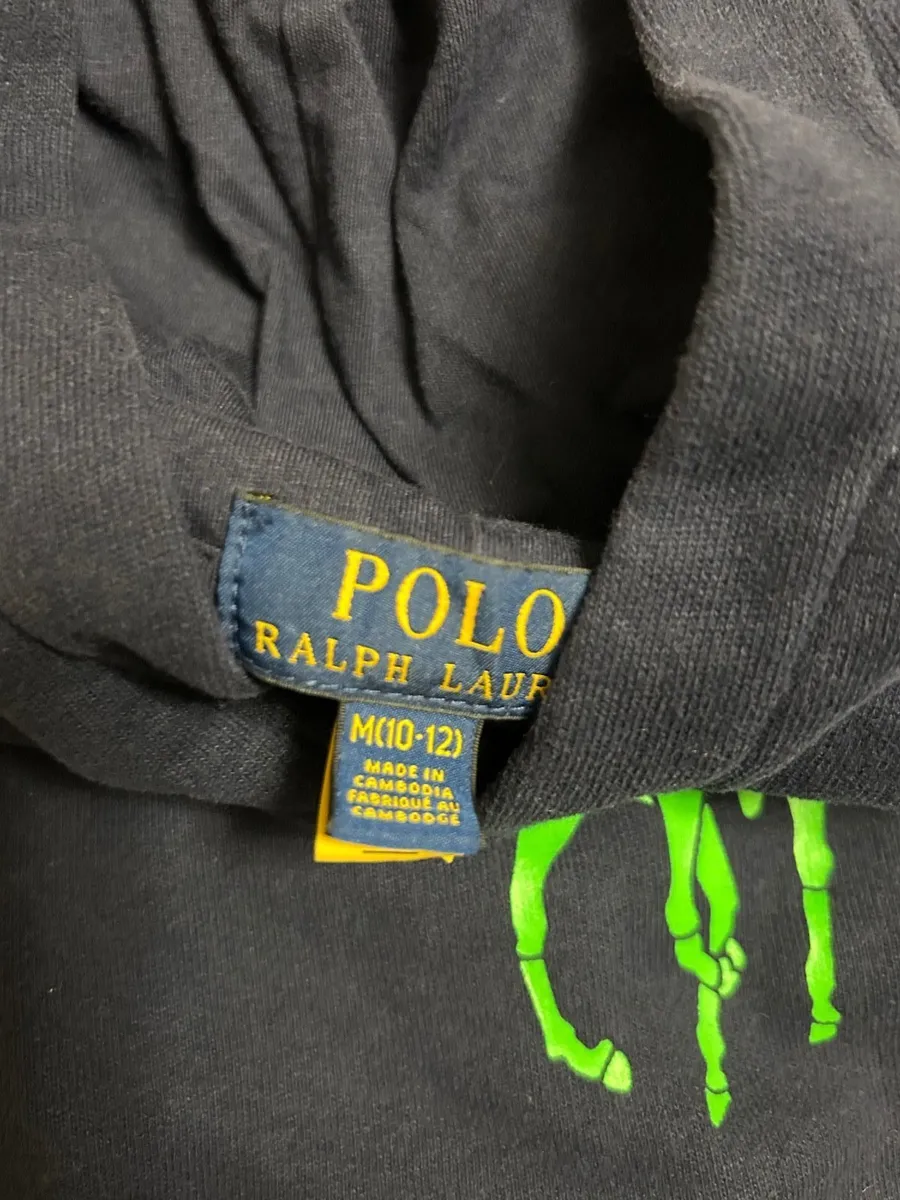 POLO
RALPH LAUR
M(10-12)
MADE IN
CAMBODIA
FABRIQUÉ AU
CAMBODGE